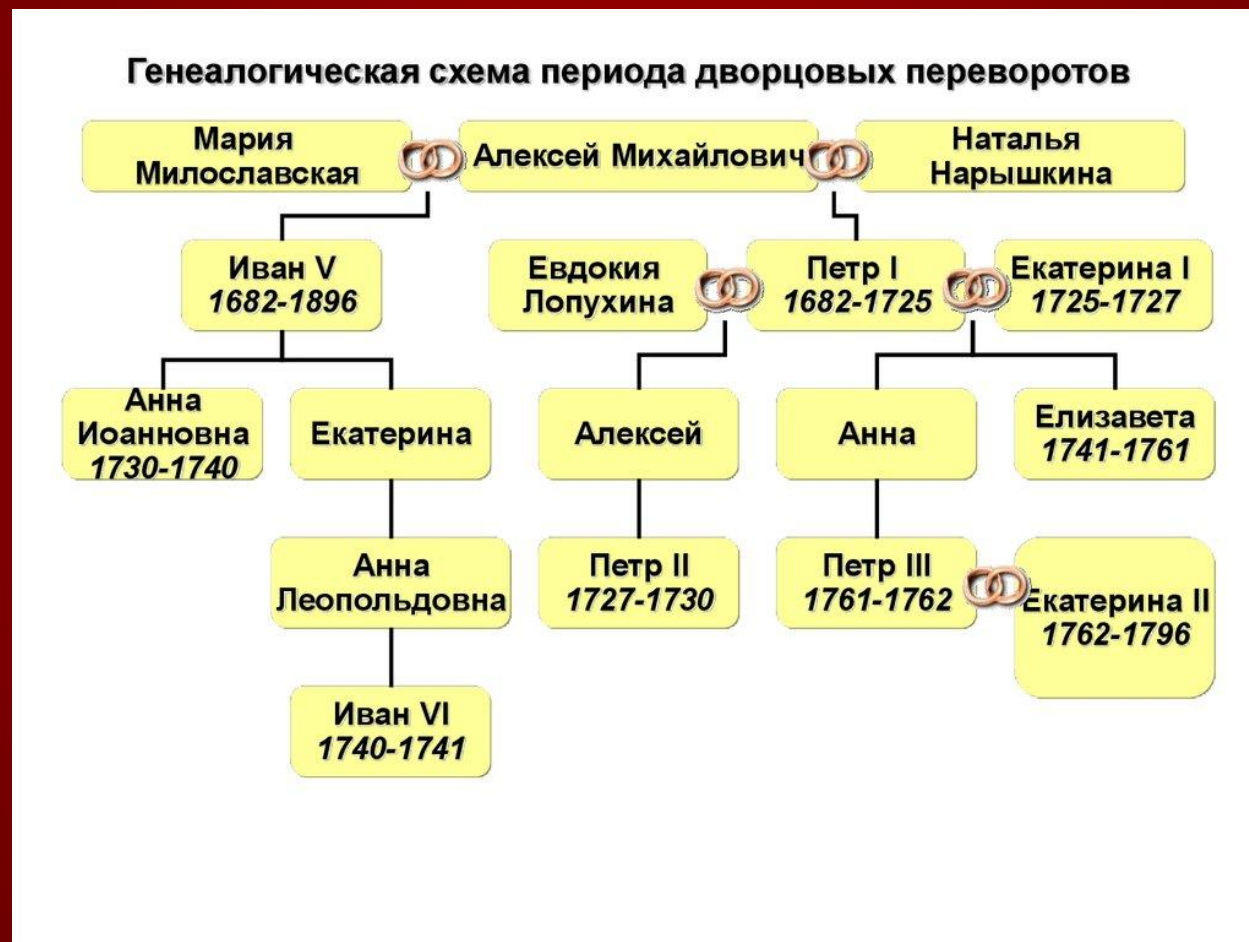 Генеалогическая схема периода дворцовых переворотов
Мария
Милославская
Алексей Михайлович
Наталья
Нарышкина
Иван V
1682-1896
Евдокия
Лопухина
Петр I
1682-1725
Екатерина I
1725-1727
Анна
Иоанновна
1730-1740
Екатерина
Алексей
Анна
Елизавета
1741-1761
Анна
Леопольдовна
Петр II
1727-1730
Петр III
1761-1762
Екатерина II
1762-1796
Иван VI
1740-1741